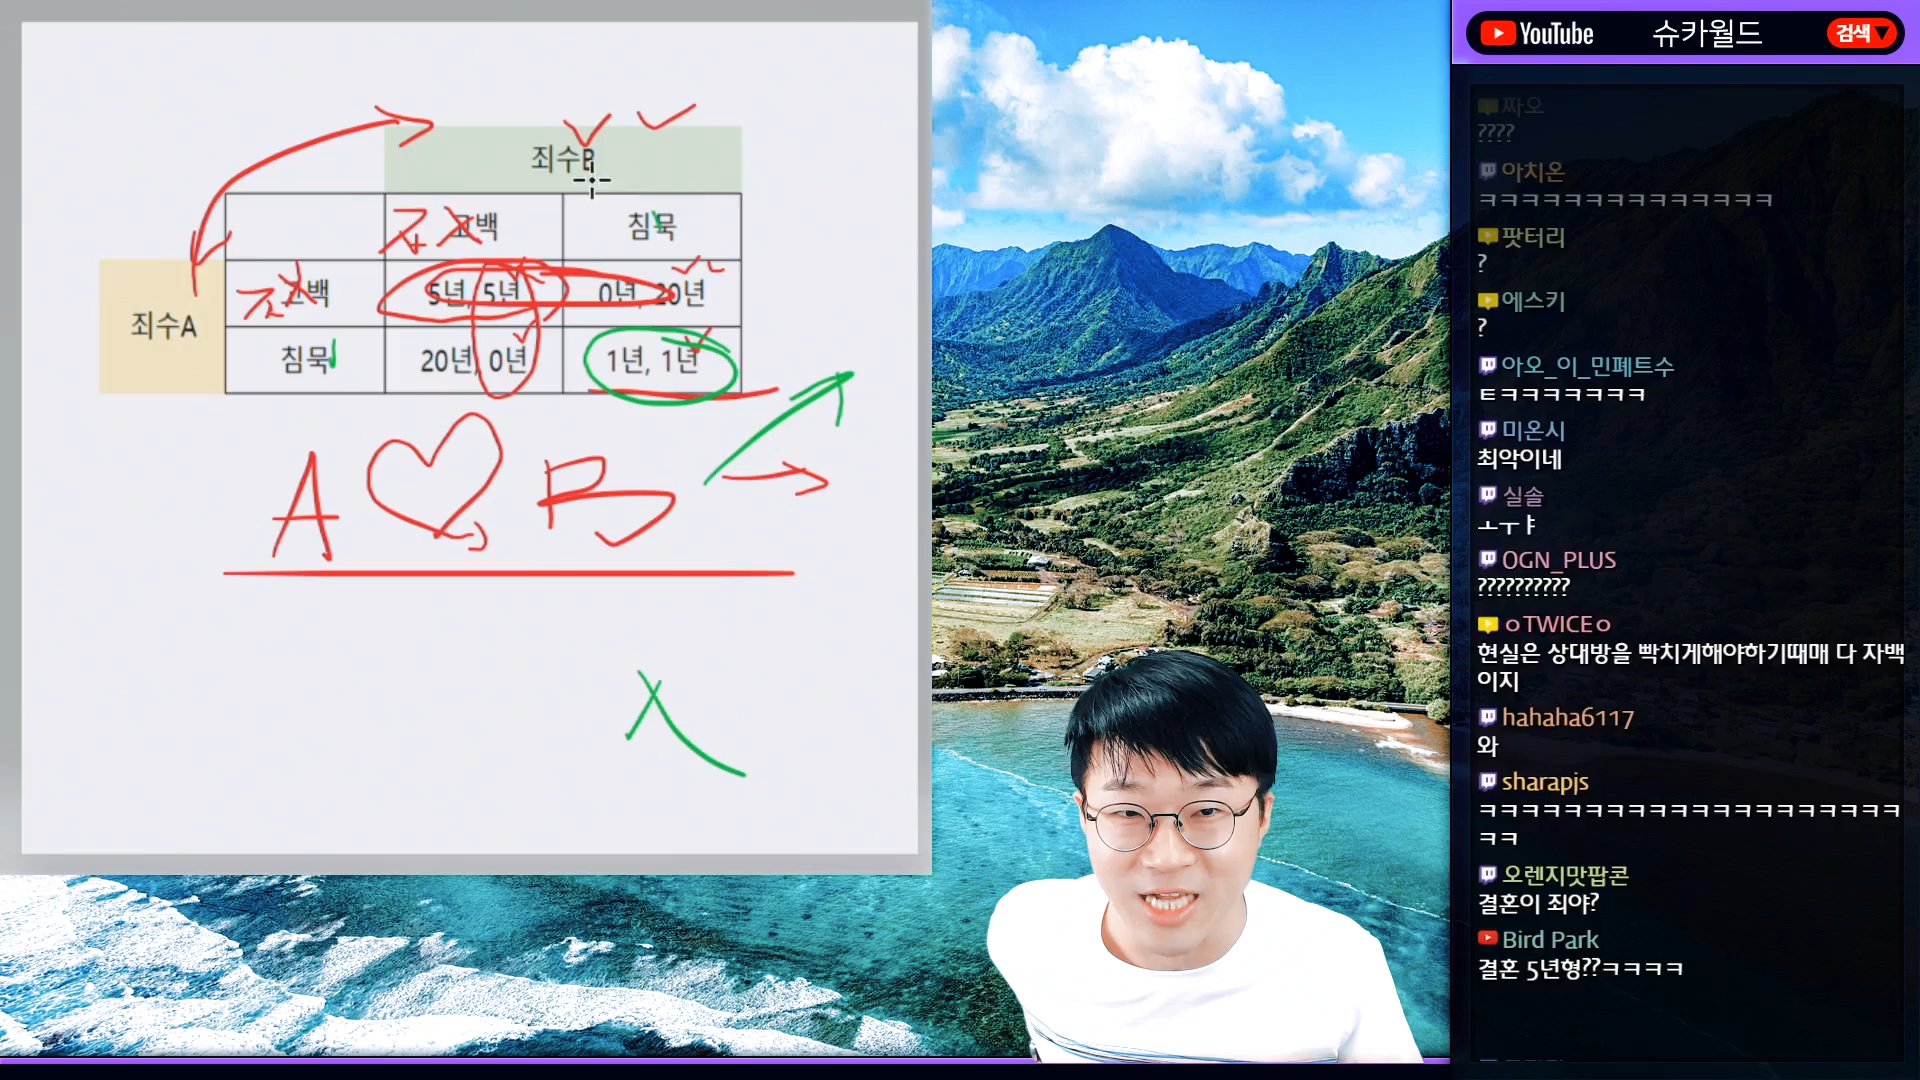 YouTube 슈카월드 검색
죄수B
고백 침묵
죄수A
고백 5년, 5년 0년, 20년
침묵 20년, 0년 1년, 1년
A B
짜오
????
아치온
ㅋㅋㅋㅋㅋㅋㅋㅋㅋㅋㅋㅋㅋㅋ
팟터리
?
에스키
?
아오_이_민폐트수
ㅌㅋㅋㅋㅋㅋㅋ
미온시
최악이네
실솔
ㅗㅜㅑ
OGN_PLUS
??????????
ㅇTWICEㅇ
현실은 상대방을 빡치게해야하기때매 다 자백
이지
hahaha6117
와
sharapjs
ㅋㅋㅋㅋㅋㅋㅋㅋㅋㅋㅋㅋㅋㅋㅋㅋㅋㅋㅋㅋ
ㅋㅋ
오렌지맛팝콘
결혼이 죄야?
Bird Park
결혼 5년형??ㅋㅋㅋㅋ